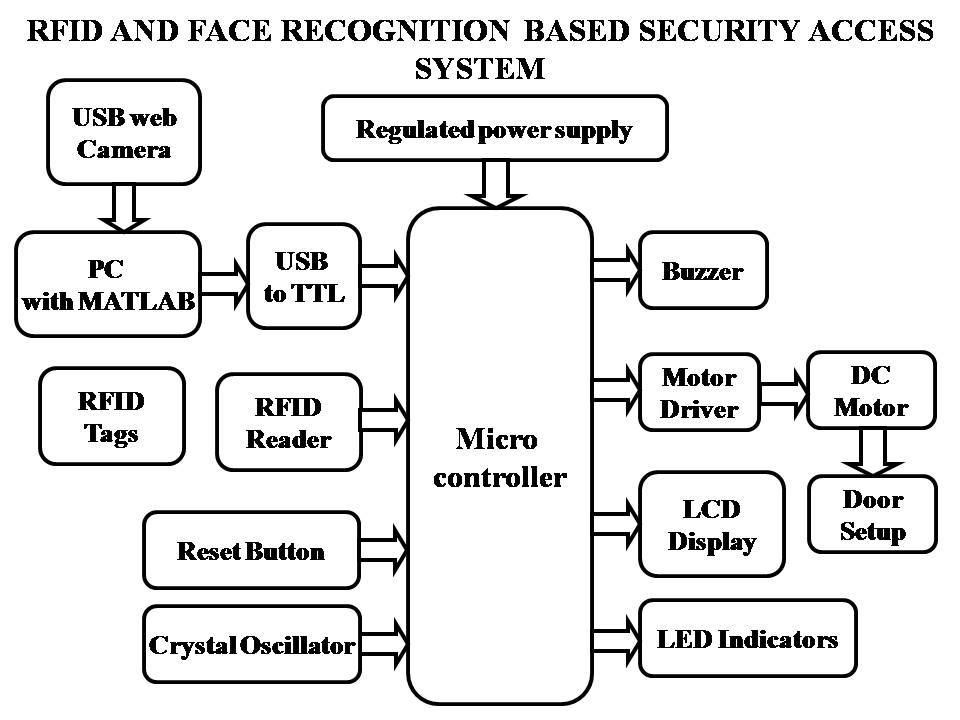 RFID AND FACE RECOGNITION BASED SECURITY ACCESS
SYSTEM
USB web
Camera
Regulated power supply
PC
with MATLAB
USB
to TTL
Buzzer
RFID
Tags
RFID
Reader
Micro
controller
Motor
Driver
DC
Motor
Reset Button
LCD
Display
Door
Setup
Crystal Oscillator
LED Indicators